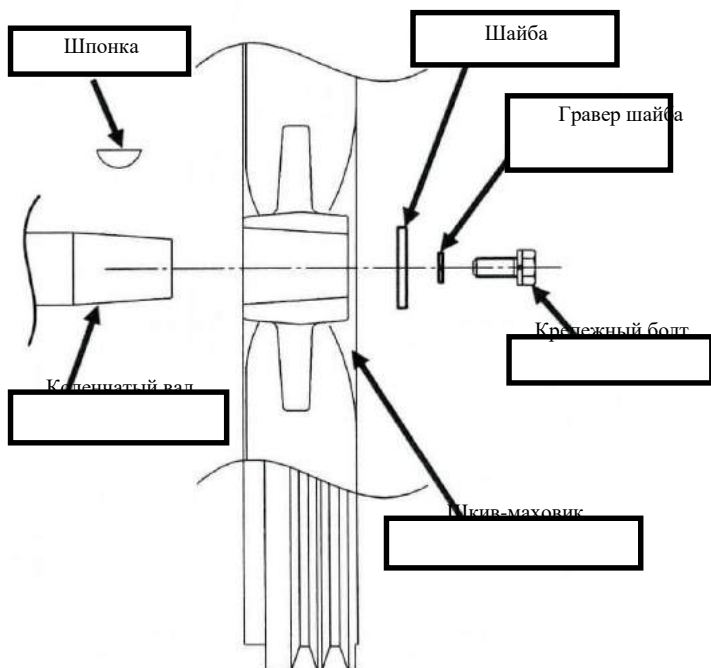 Шпонка
Шайба
Гравер шайба
Крепежный болт
Коленчатый вал
Шкив-маховик